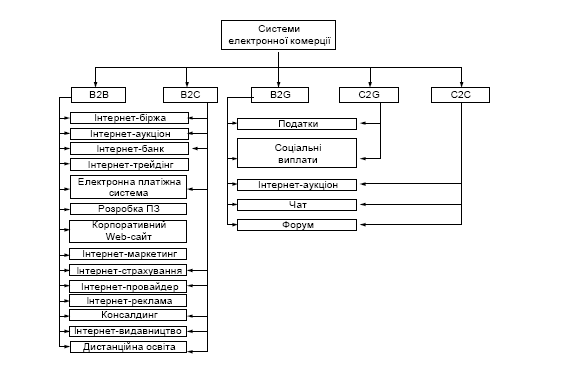 Системи
електронної комерції
B2B
B2C
B2G
C2G
C2C
Інтернет-біржа
Інтернет-аукціон
Інтернет-банк
Інтернет-трейдінг
Електронна платіжна
система
Розробка ПЗ
Корпоративний
Web-сайт
Інтернет-маркетинг
Інтернет-страхування
Інтернет-провайдер
Інтернет-реклама
Консалдинг
Інтернет-видавництво
Дистанційна освіта
Податки
Соціальні
виплати
Інтернет-аукціон
Чат
Форум